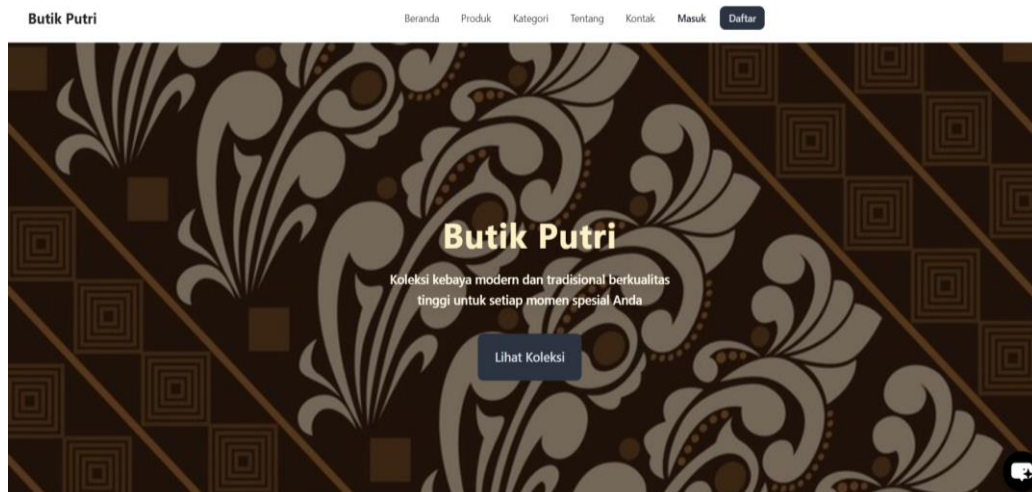 Butik Putri
Beranda Produk Kategori Tentang Kontak Masuk Daftar
Butik Putri
Koleksi kebaya modern dan tradisional berkualitas
tinggi untuk setiap momen spesial Anda
Lihat Koleksi